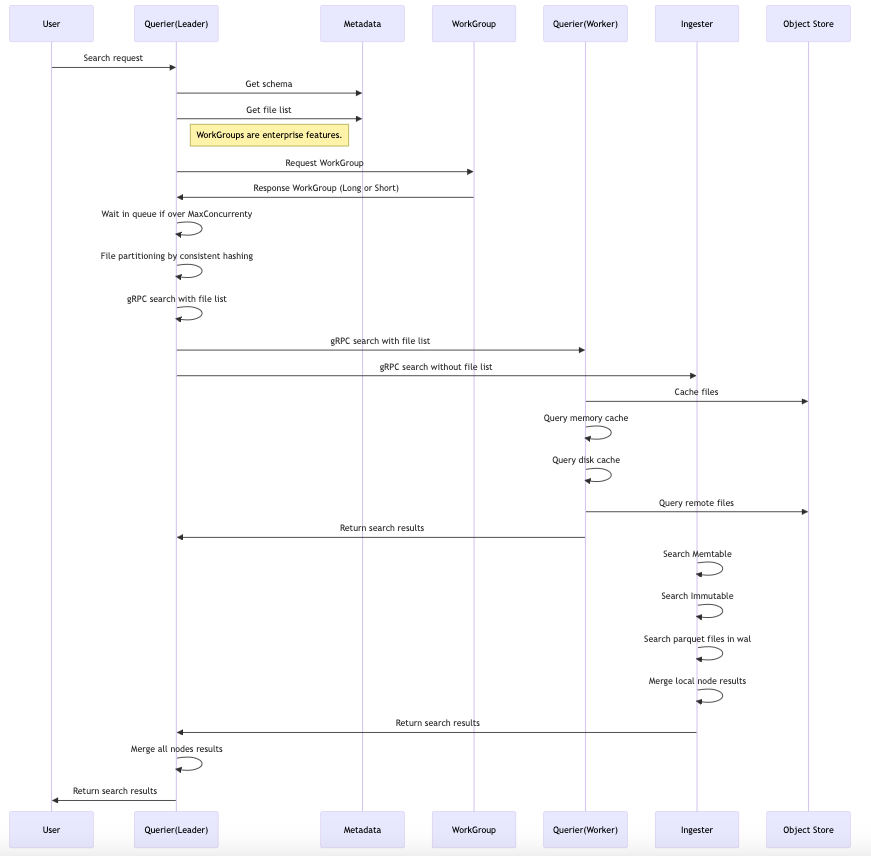 User
Querier(Leader)
Metadata
WorkGroup
Querier(Worker)
Ingester
Object Store
Search request
Get schema
Get file list
WorkGroups are enterprise features.
Request WorkGroup
Response WorkGroup (Long or Short)
Wait in queue if over MaxConcurrenty
File partitioning by consistent hashing
gRPC search with file list
gRPC search with file list
gRPC search without file list
Cache files
Query memory cache
Query disk cache
Query remote files
Return search results
Search Memtable
Search Immutable
Search parquet files in wal
Merge local node results
Return search results
Merge all nodes results
Return search results
User
Querier(Leader)
Metadata
WorkGroup
Querier(Worker)
Ingester
Object Store